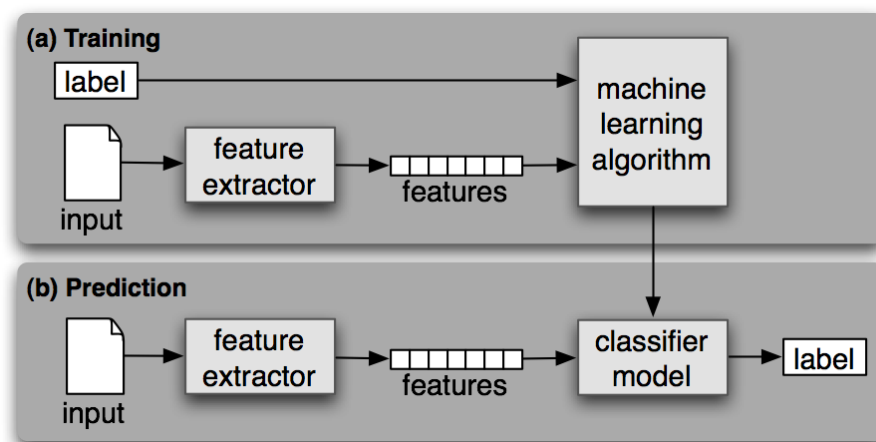 (a) Training
label
machine
learning
algorithm
feature
extractor
features
input
(b) Prediction
feature
extractor
features
classifier
model
label
input